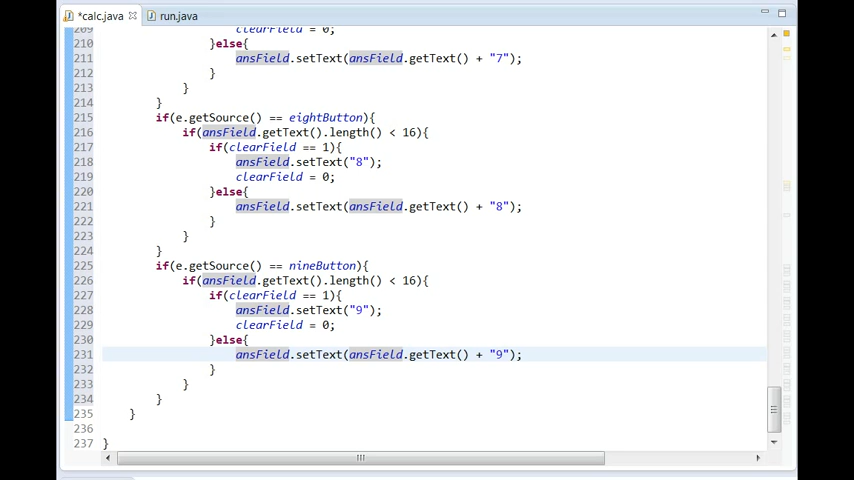 *calc.java run.java
209 clearField = 0;
210 }else{
211 ansField.setText(ansField.getText() + "7");
212 }
213 }
214 }
215 if(e.getSource() == eightButton){
216 if(ansField.getText().length() < 16){
217 if(clearField == 1){
218 ansField.setText("8");
219 clearField = 0;
220 }else{
221 ansField.setText(ansField.getText() + "8");
222 }
223 }
224 }
225 if(e.getSource() == nineButton){
226 if(ansField.getText().length() < 16){
227 if(clearField == 1){
228 ansField.setText("9");
229 clearField = 0;
230 }else{
231 ansField.setText(ansField.getText() + "9");
232 }
233 }
234 }
235 }
236
237 }